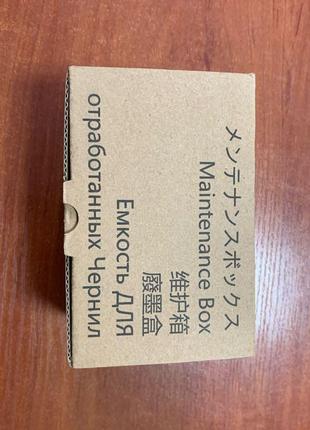 メンテナンスボックス
Maintenance Box
维护箱
廢墨盒
Емкость ДЛЯ
отработанных Чернил